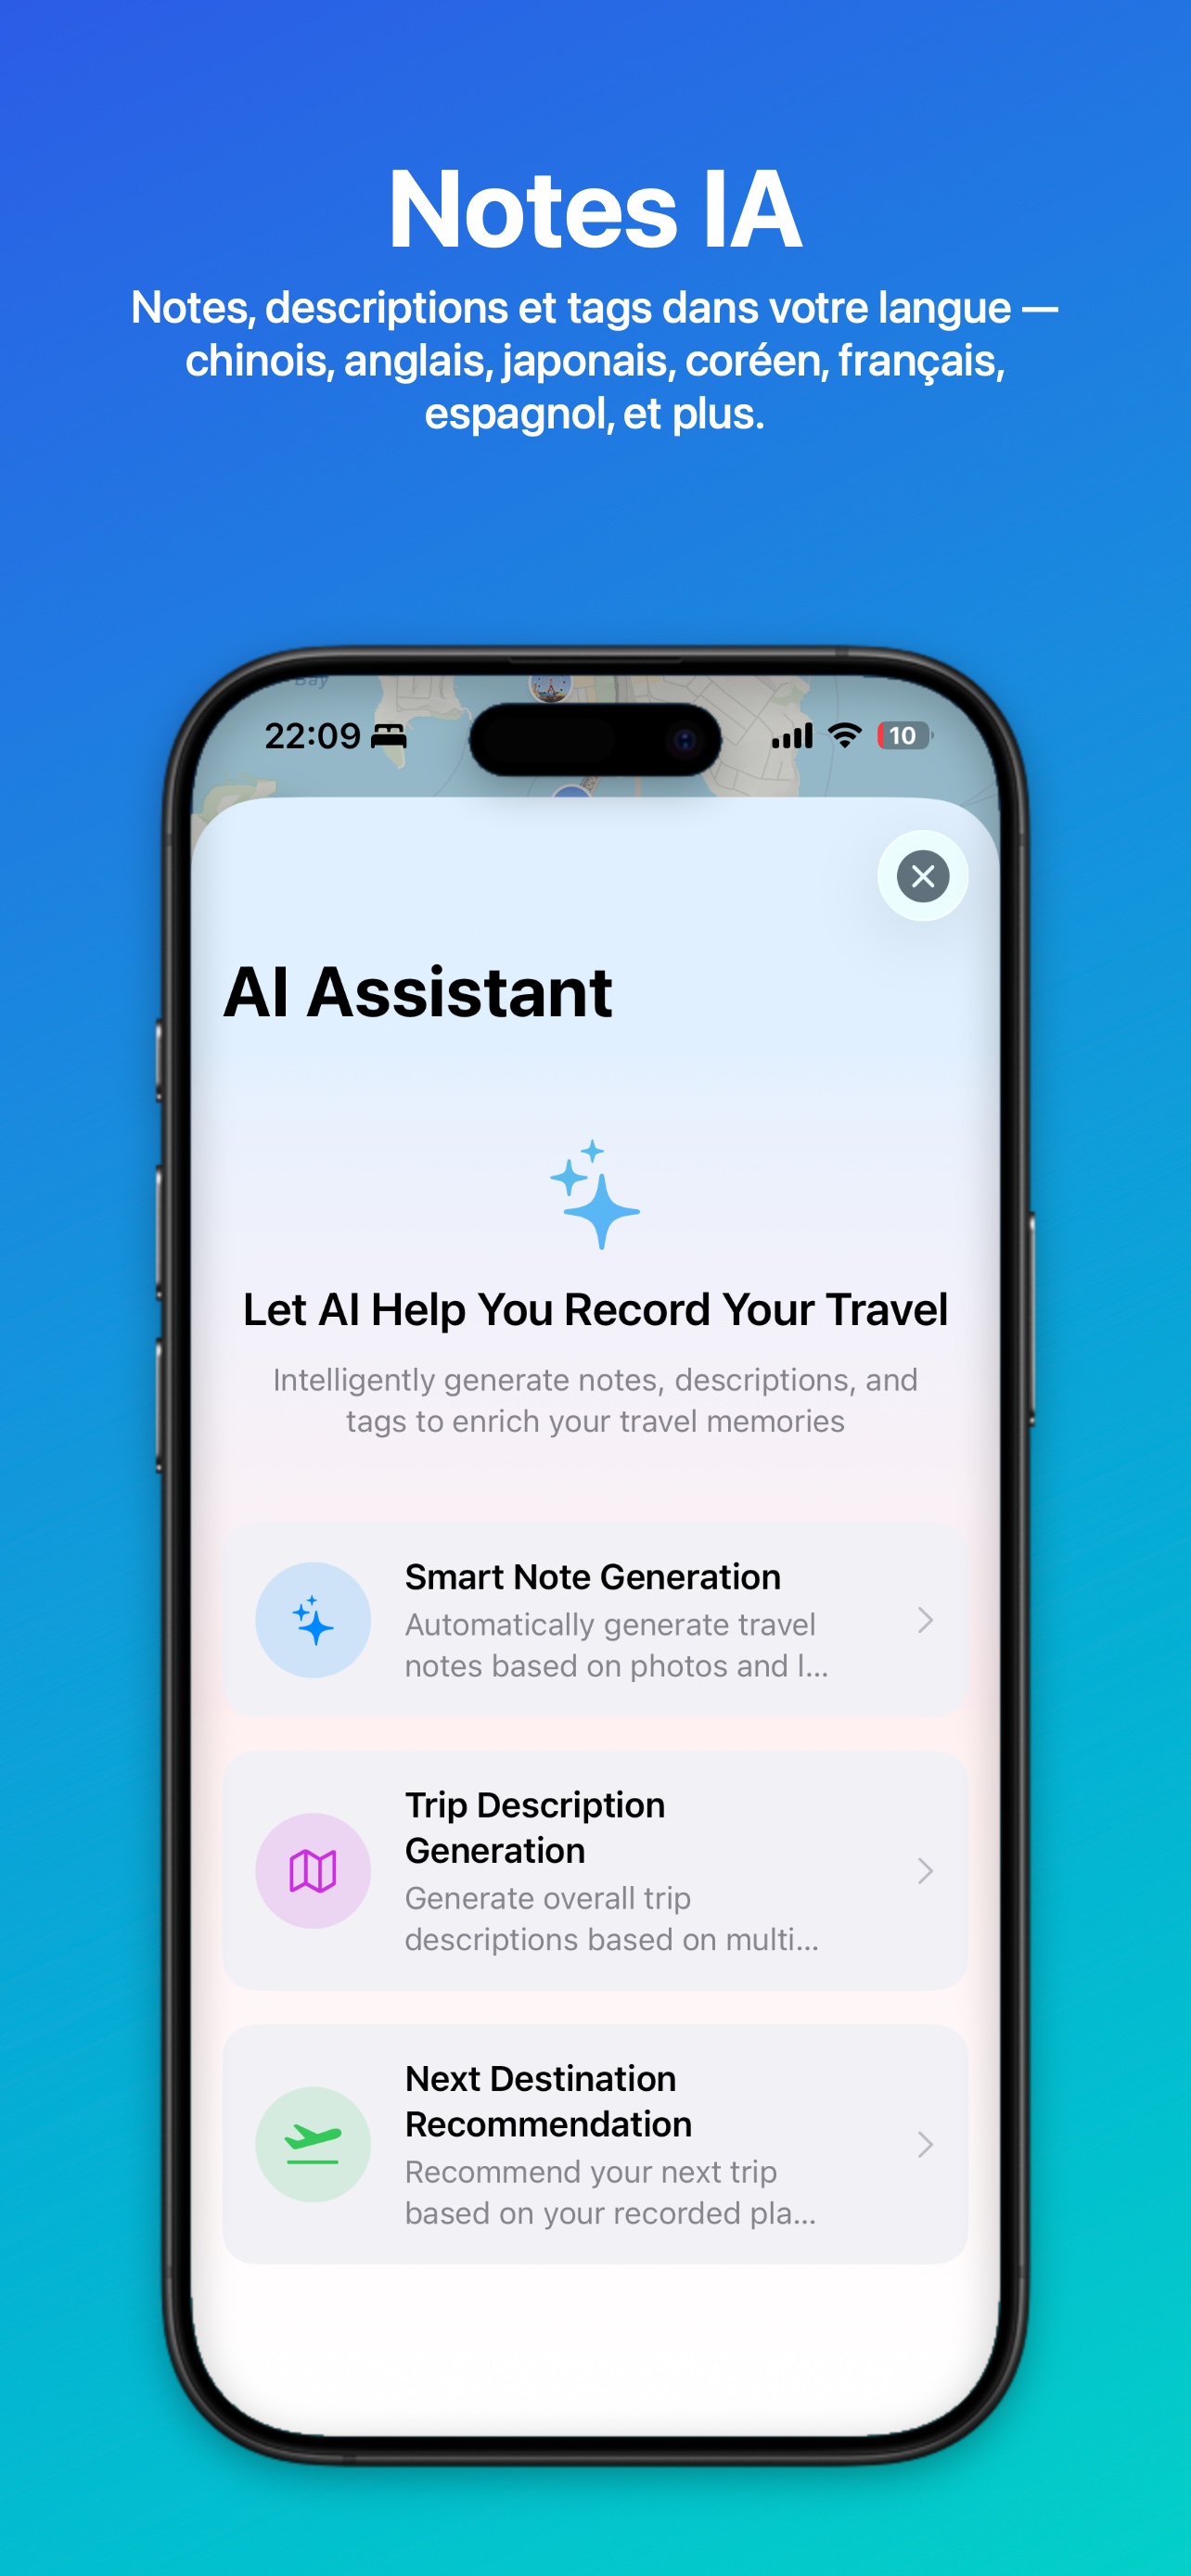 Notes IA
Notes, descriptions et tags dans votre langue —
chinois, anglais, japonais, coréen, français,
espagnol, et plus.
Bay
22:09
10
AI Assistant
Let AI Help You Record Your Travel
Intelligently generate notes, descriptions, and
tags to enrich your travel memories
Smart Note Generation
Automatically generate travel
notes based on photos and l...
Trip Description
Generation
Generate overall trip
descriptions based on multi...
Next Destination
Recommendation
Recommend your next trip
based on your recorded pla...